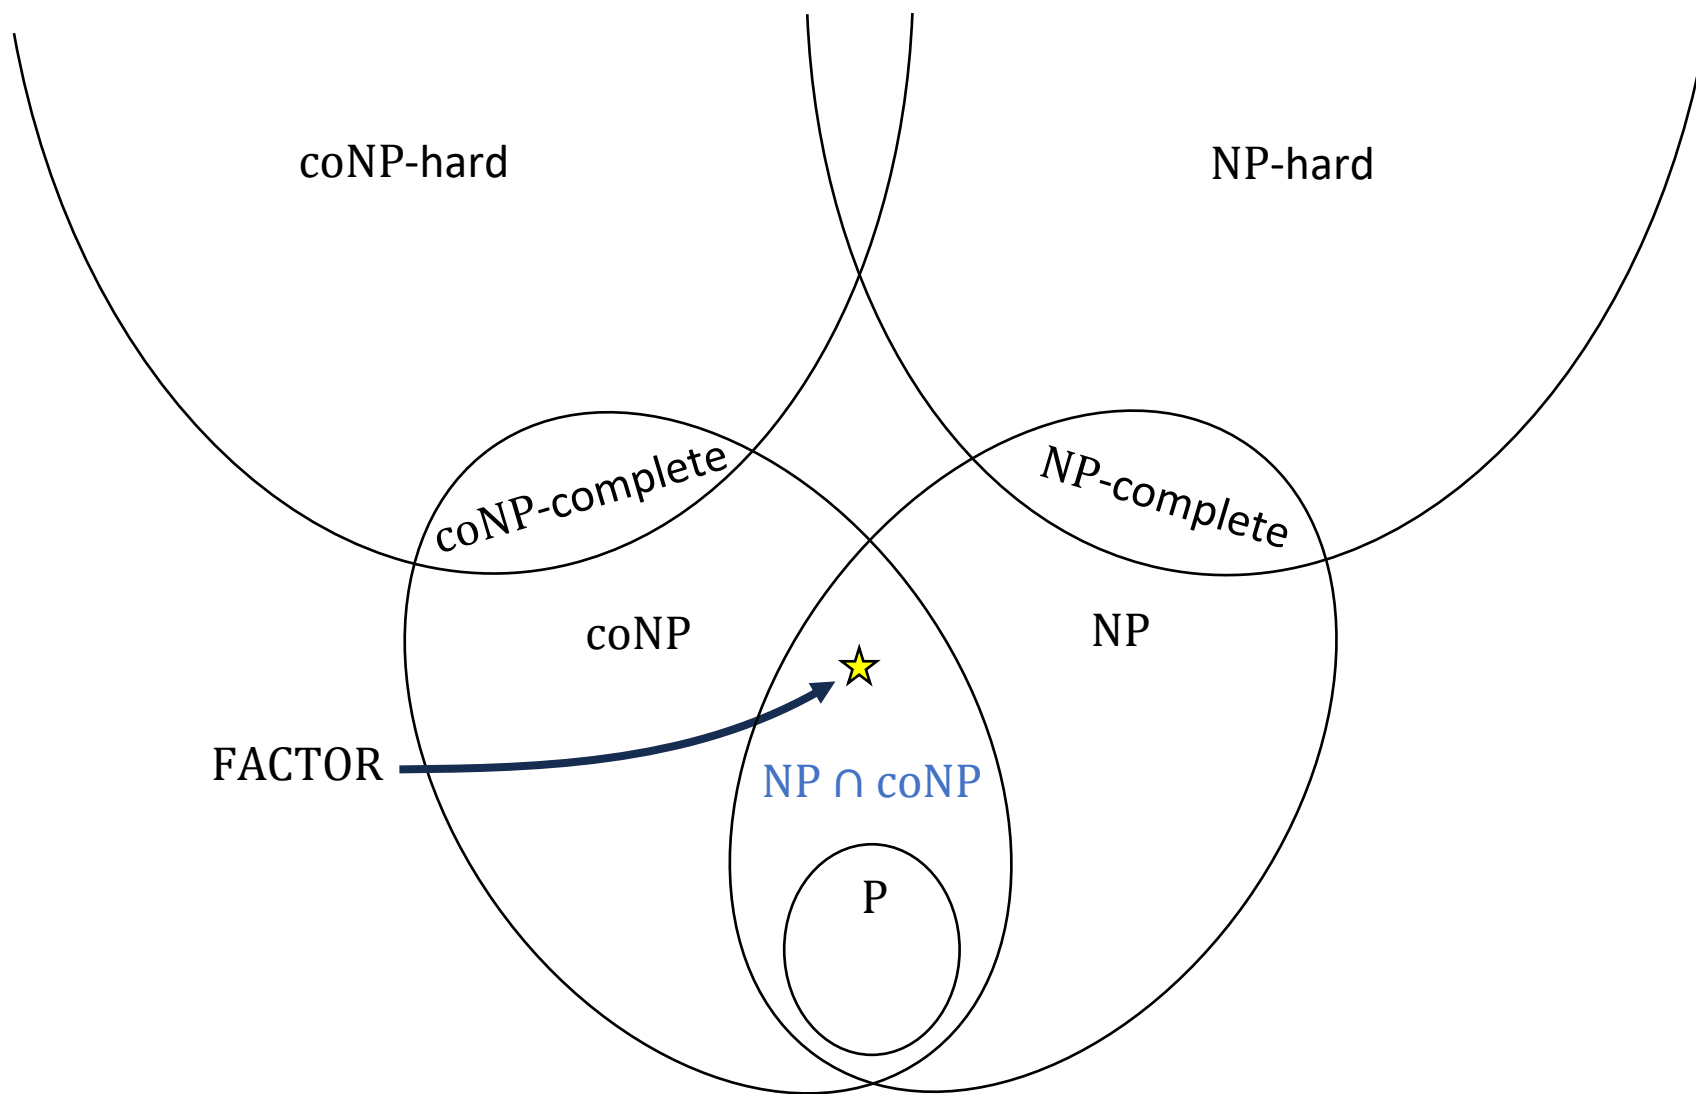 coNP-hard
NP-hard
coNP-complete
NP-complete
coNP
NP
FACTOR
NP ∩ coNP
P